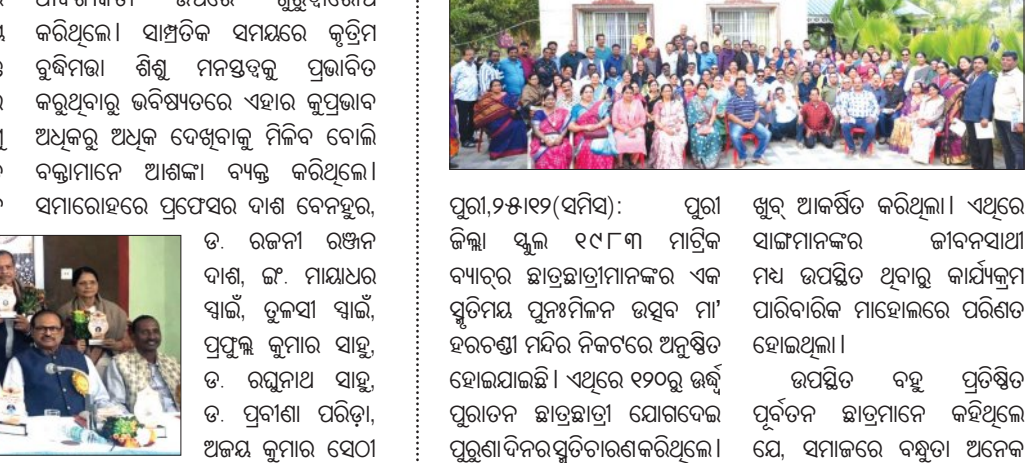 କରିଥିଲେ। ସାମ୍ପ୍ରତିକ ସମୟରେ କୃତ୍ରିମ
ବୁଦ୍ଧିମତ୍ତା ଶିଶୁ ମନସ୍ତତ୍ତ୍ୱକୁ ପ୍ରଭାବିତ
କରୁଥିବାରୁ ଭବିଷ୍ୟତରେ ଏହାର କୁପ୍ରଭାବ
ଅଧିକରୁ ଅଧିକ ଦେଖିବାକୁ ମିଳିବ ବୋଲି
ବକ୍ତାମାନେ ଆଶଙ୍କା ବ୍ୟକ୍ତ କରିଥିଲେ।
ସମାରୋହରେ ପ୍ରଫେସର ଦାଶ ବେନହୁର,
ଡ. ରଜନୀ ରଞ୍ଜନ
ଦାଶ, ଇଂ. ମାୟାଧର
ସ୍ୱାଇଁ, ତୁଳସୀ ସ୍ୱାଇଁ,
ପ୍ରଫୁଲ୍ଲ କୁମାର ସାହୁ,
ଡ. ରଘୁନାଥ ସାହୁ,
ଡ. ପ୍ରବୀଣା ପରିଡ଼ା,
ଅଜୟ କୁମାର ସେଠୀ
ପୁରୀ,୨୫।୧୨(ସମିସ): ପୁରୀ
ଜିଲ୍ଲା ସ୍କୁଲ ୧୯୮୩ ମାଟ୍ରିକ
ବ୍ୟାଚ୍‌ର ଛାତ୍ରଛାତ୍ରୀମାନଙ୍କର ଏକ
ସ୍ମୃତିମୟ ପୁନଃମିଳନ ଉତ୍ସବ ମା'
ହରଚଣ୍ଡୀ ମନ୍ଦିର ନିକଟରେ ଅନୁଷ୍ଠିତ
ହୋଇଯାଇଛି। ଏଥିରେ ୧୨୦ରୁ ଊର୍ଦ୍ଧ୍ବ
ପୁରାତନ ଛାତ୍ରଛାତ୍ରୀ ଯୋଗଦେଇ
ପୁରୁଣା ଦିନର ସ୍ମୃତିଚାରଣ କରିଥିଲେ।
ଖୁବ୍ ଆକର୍ଷିତ କରିଥିଲା। ଏଥିରେ
ସାଙ୍ଗମାନଙ୍କର ଜୀବନସାଥୀ
ମଧ୍ୟ ଉପସ୍ଥିତ ଥିବାରୁ କାର୍ଯ୍ୟକ୍ରମ
ପାରିବାରିକ ମାହୋଲରେ ପରିଣତ
ହୋଇଥିଲା।
ଉପସ୍ଥିତ ବହୁ ପ୍ରତିଷ୍ଠିତ
ପୂର୍ବତନ ଛାତ୍ରମାନେ କହିଥିଲେ
ଯେ, ସମାଜରେ ବନ୍ଧୁତା ଅନେକ